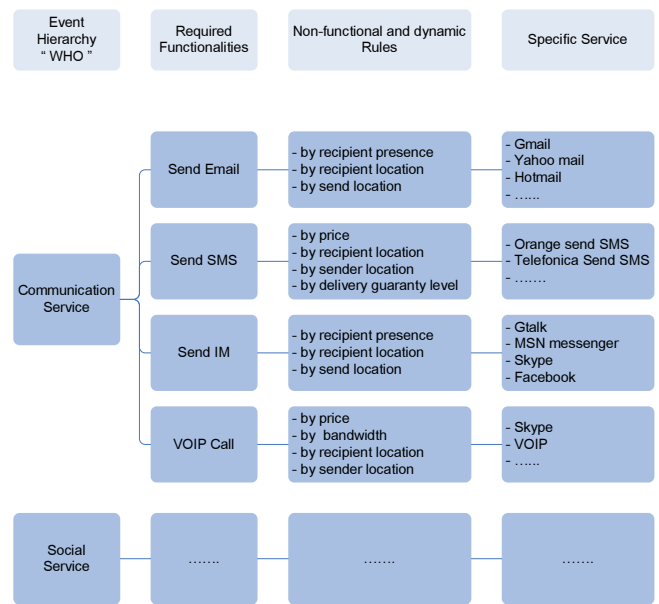 Event
Hierarchy
“ WHO ”
Required
Functionalities
Non-functional and dynamic
Rules
Specific Service
Communication
Service
Send Email
- by recipient presence
- by recipient location
- by send location
- Gmail
- Yahoo mail
- Hotmail
- ......
Send SMS
- by price
- by recipient location
- by sender location
- by delivery guaranty level
- Orange send SMS
- Telefonica Send SMS
- .......
Send IM
- by recipient presence
- by recipient location
- by send location
- Gtalk
- MSN messenger
- Skype
- Facebook
VOIP Call
- by price
- by  bandwidth
- by recipient location
- by sender location
- Skype
- VOIP
- ......
Social
Service
.......
.......
.......